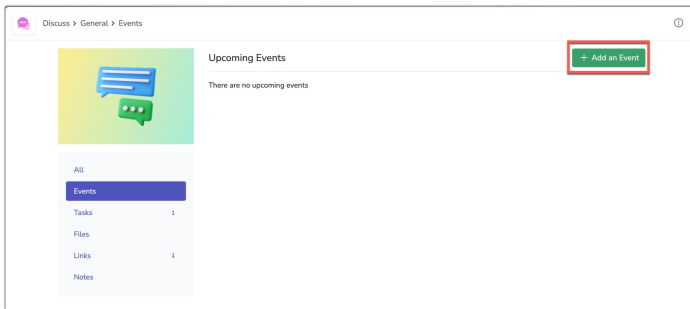 Discuss > General > Events
Upcoming Events
+ Add an Event
There are no upcoming events
All
Events
Tasks 1
Files
Links 1
Notes